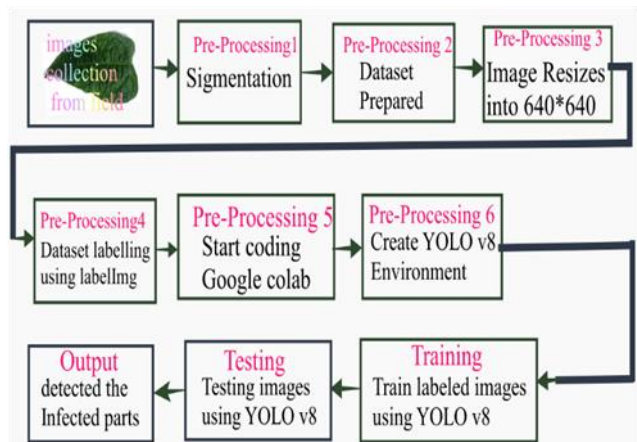 images
collection
from field
Pre-Processing1
Sigmentation
Pre-Processing 2
Dataset
Prepared
Pre-Processing 3
Image Resizes
into 640*640
Pre-Processing4
Dataset labelling
using labelImg
Pre-Processing 5
Start coding
Google colab
Pre-Processing 6
Create YOLO v8
Environment
Output
detected the
Infected parts
Testing
Testing images
using YOLO v8
Training
Train labeled images
using YOLO v8